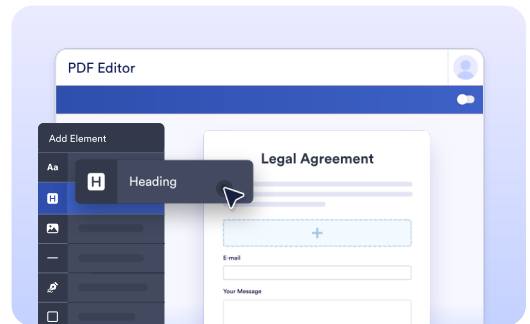 PDF Editor
Add Element
Aa
H
Heading
H
Legal Agreement
E-mail
Your Message